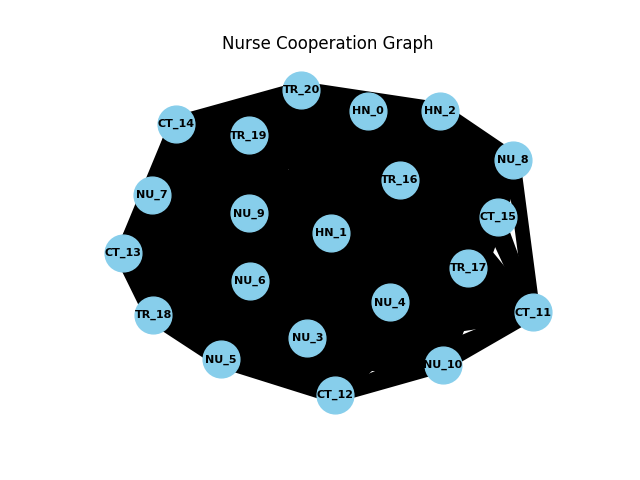 Nurse Cooperation Graph
TR_20
HN_0
HN_2
CT_14
TR_19
NU_8
TR_16
NU_7
NU_9
CT_15
HN_1
CT_13
TR_17
NU_6
NU_4
CT_11
TR_18
NU_3
NU_5
NU_10
CT_12